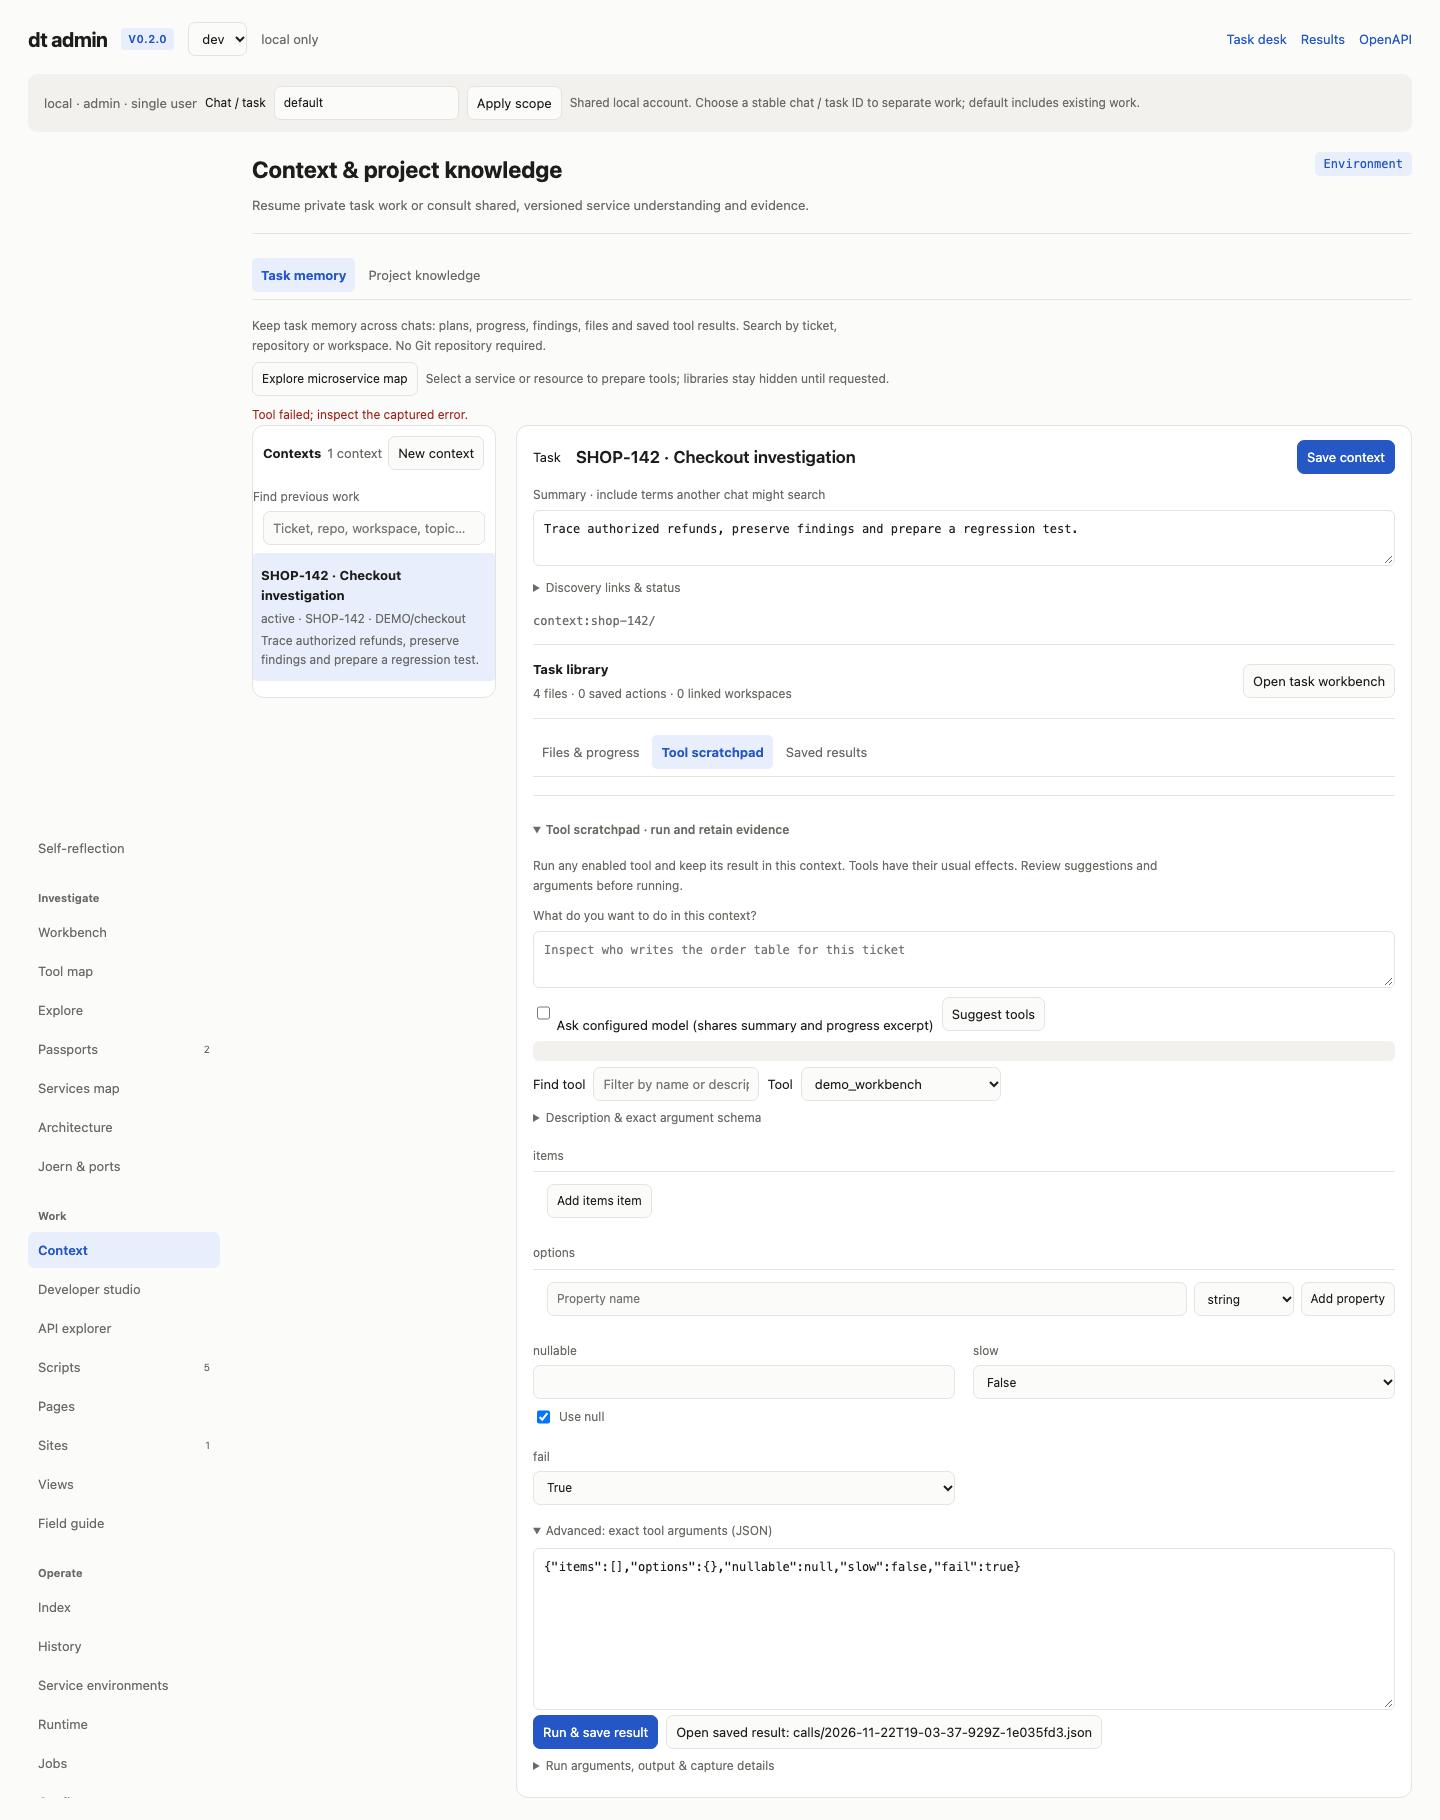 dt admin V0.2.0 dev local only Task desk Results OpenAPI
local · admin · single user Chat / task default Apply scope Shared local account. Choose a stable chat / task ID to separate work; default includes existing work.
Context & project knowledge Environment
Resume private task work or consult shared, versioned service understanding and evidence.
Task memory Project knowledge
Keep task memory across chats: plans, progress, findings, files and saved tool results. Search by ticket,
repository or workspace. No Git repository required.
Explore microservice map Select a service or resource to prepare tools; libraries stay hidden until requested.
Tool failed; inspect the captured error.
Contexts 1 context New context
Find previous work
Ticket, repo, workspace, topic...
SHOP-142 · Checkout
investigation
active · SHOP-142 · DEMO/checkout
Trace authorized refunds, preserve
findings and prepare a regression test.
Task SHOP-142 · Checkout investigation Save context
Summary · include terms another chat might search
Trace authorized refunds, preserve findings and prepare a regression test.
Discovery links & status
context:shop-142/
Task library
4 files · 0 saved actions · 0 linked workspaces
Open task workbench
Files & progress Tool scratchpad Saved results
Tool scratchpad · run and retain evidence
Run any enabled tool and keep its result in this context. Tools have their usual effects. Review suggestions and
arguments before running.
What do you want to do in this context?
Inspect who writes the order table for this ticket
Ask configured model (shares summary and progress excerpt) Suggest tools
Find tool Filter by name or descrip Tool demo_workbench
Description & exact argument schema
items
Add items item
options
Property name string Add property
nullable slow
False
Use null
fail
True
Advanced: exact tool arguments (JSON)
{"items":[],"options":{},"nullable":null,"slow":false,"fail":true}
Run & save result Open saved result: calls/2026-11-22T19-03-37-929Z-1e035fd3.json
Run arguments, output & capture details
Self-reflection
Investigate
Workbench
Tool map
Explore
Passports 2
Services map
Architecture
Joern & ports
Work
Context
Developer studio
API explorer
Scripts 5
Pages
Sites 1
Views
Field guide
Operate
Index
History
Service environments
Runtime
Jobs